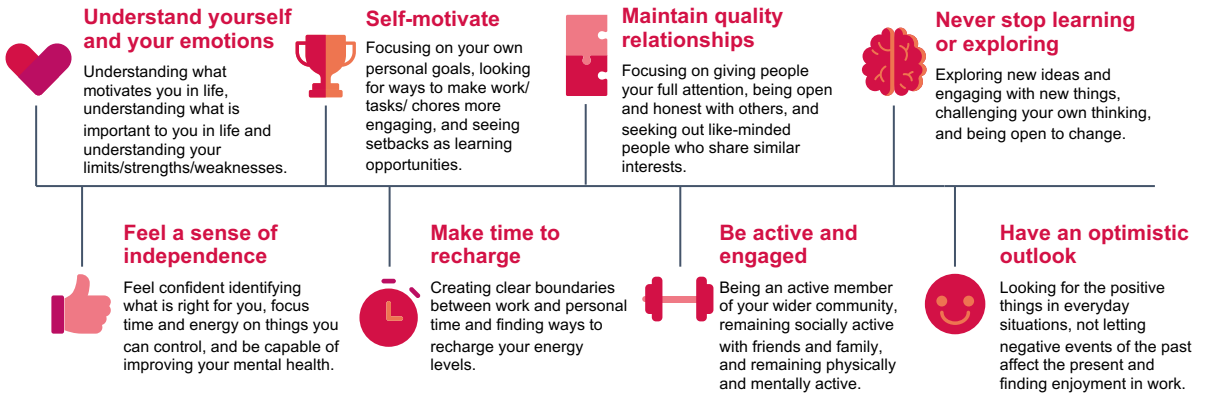 Understand yourself
and your emotions
Understanding what
motivates you in life,
understanding what is
important to you in life and
understanding your
limits/strengths/weaknesses.
Self-motivate
Focusing on your own
personal goals, looking
for ways to make work/
tasks/ chores more
engaging, and seeing
setbacks as learning
opportunities.
Maintain quality
relationships
Focusing on giving people
your full attention, being open
and honest with others, and
seeking out like-minded
people who share similar
interests.
Never stop learning
or exploring
Exploring new ideas and
engaging with new things,
challenging your own thinking,
and being open to change.
Feel a sense of
independence
Feel confident identifying
what is right for you, focus
time and energy on things you
can control, and be capable of
improving your mental health.
Make time to
recharge
Creating clear boundaries
between work and personal
time and finding ways to
recharge your energy
levels.
Be active and
engaged
Being an active member
of your wider community,
remaining socially active
with friends and family,
and remaining physically
and mentally active.
Have an optimistic
outlook
Looking for the positive
things in everyday
situations, not letting
negative events of the past
affect the present and
finding enjoyment in work.